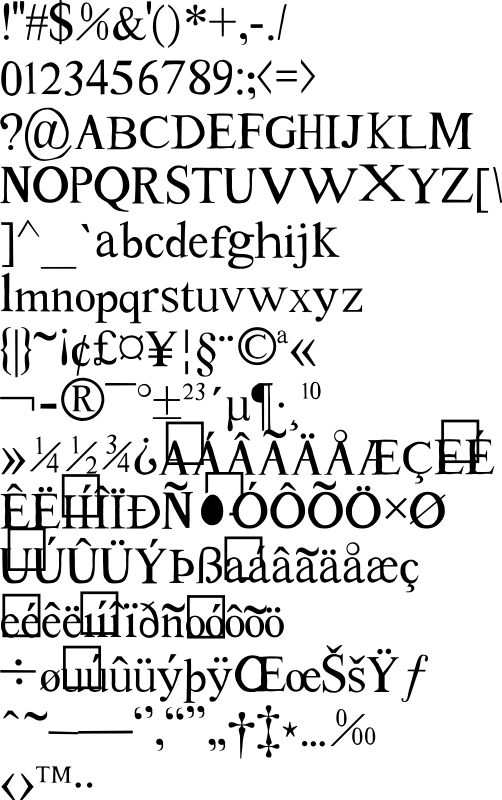 !"#$%&'()*+,-./
0123456789:;<=>
?@ABCDEFGHIJKLM
NOPQRSTUVWXYZ[\
]^_`abcdefghijk
lmnopqrstuvwxyz
{|}~¡¢£¤¥¦§¨©ª«
¬-®¯°±²³´µ¶·¸¹º
»¼½¾¿ÀÁÂÃÄÅÆÇÈÉ
ÊËÌÍÎÏÐÑÒÓÔÕÖ×Ø
ÙÚÛÜÝÞßàáâãäåæç
èéêëìíîïðñòóôõö
÷øùúûüýþÿŒœŠšŸƒ
ˆ˜–—‘’‚“”„†‡⋆…‰
‹›™··